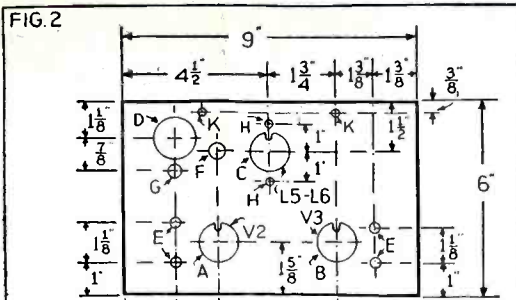 FIG. 2
9"
4 1/2" 1 3/4" 1 3/8" 1 3/8"
3/8"
1 1/8" D K H 1" K 1 1/2"
7/8" F C 1"
G H L5-L6 6"
V3
E V2 E
1 1/8" A B 1 1/8"
1" 1 5/8" 1"